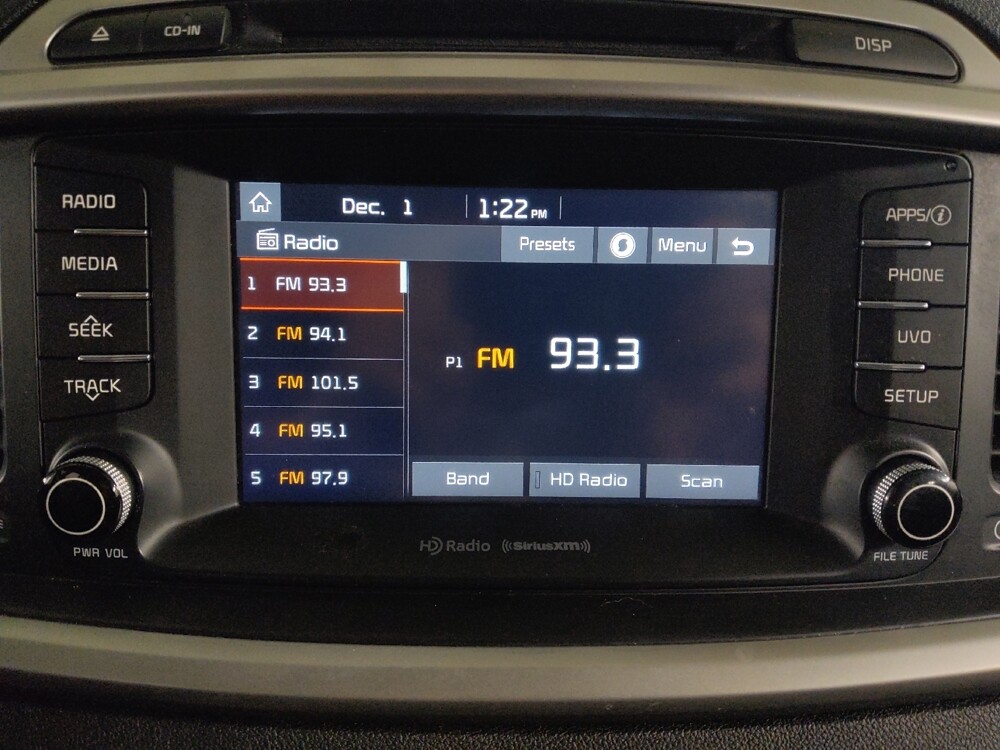 CD-IN
DISP
RADIO
MEDIA
SEEK
TRACK
PWR VOL
Dec. 1
1:22 PM
Radio
Presets
Menu
1 FM 93.3
2 FM 94.1
3 FM 101.5
4 FM 95.1
5 FM 97.9
P1 FM 93.3
Band
HD Radio
Scan
HD Radio
((SiriusXM))
APPS/i
PHONE
UVO
SETUP
FILE TUNE